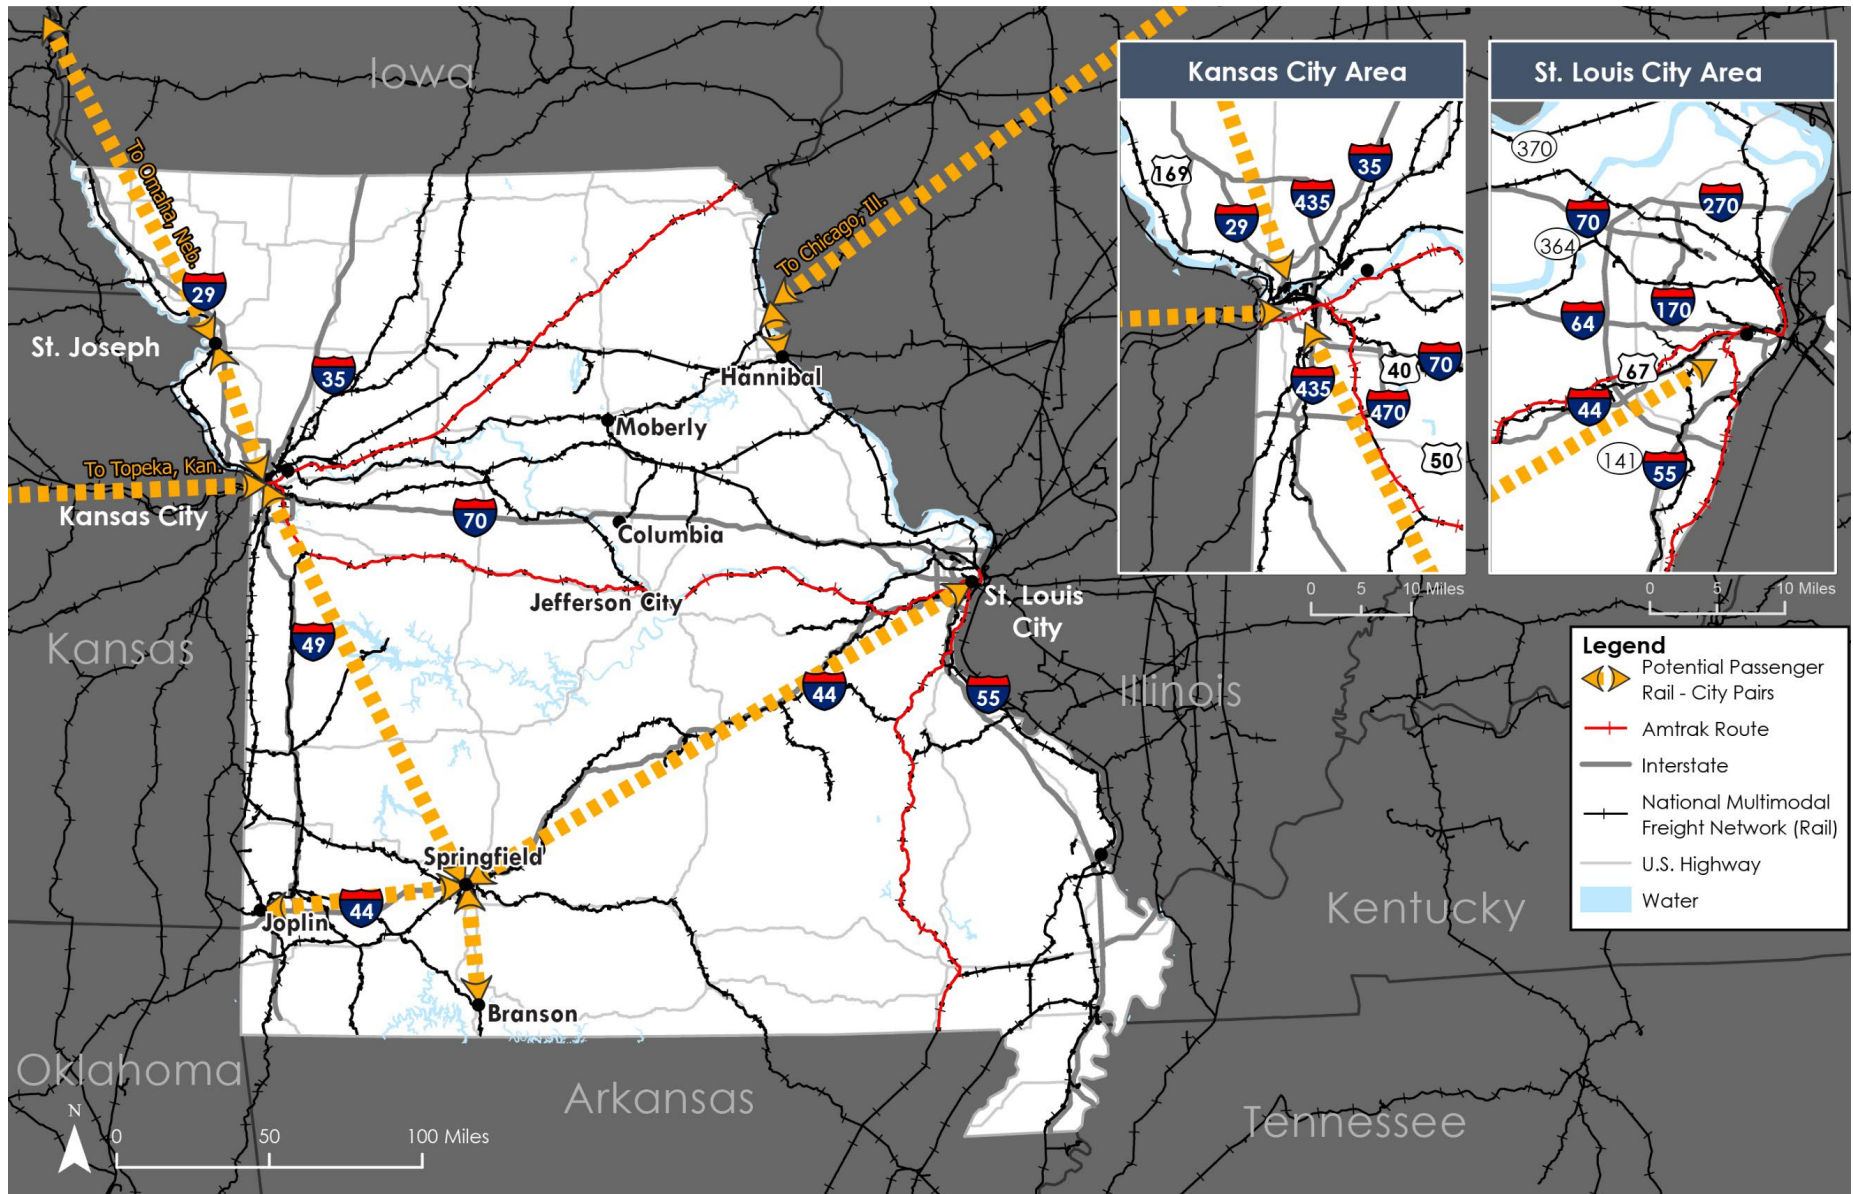 Iowa
Kansas City Area
St. Louis City Area
To Omaha, Neb.
To Chicago, Ill.
169
35
435
29
370
270
70
364
29
St. Joseph
35
Hannibal
Moberly
64
170
67
44
141
55
40
70
435
470
50
To Topeka, Kan.
Kansas City
70
Columbia
Jefferson City
St. Louis
City
0 5 10 Miles
0 5 10 Miles
Kansas
49
44
55
Illinois
Legend
Potential Passenger
Rail - City Pairs
Amtrak Route
Interstate
National Multimodal
Freight Network (Rail)
U.S. Highway
Water
Springfield
44
Joplin
Branson
Kentucky
Oklahoma
Arkansas
Tennessee
N
0 50 100 Miles